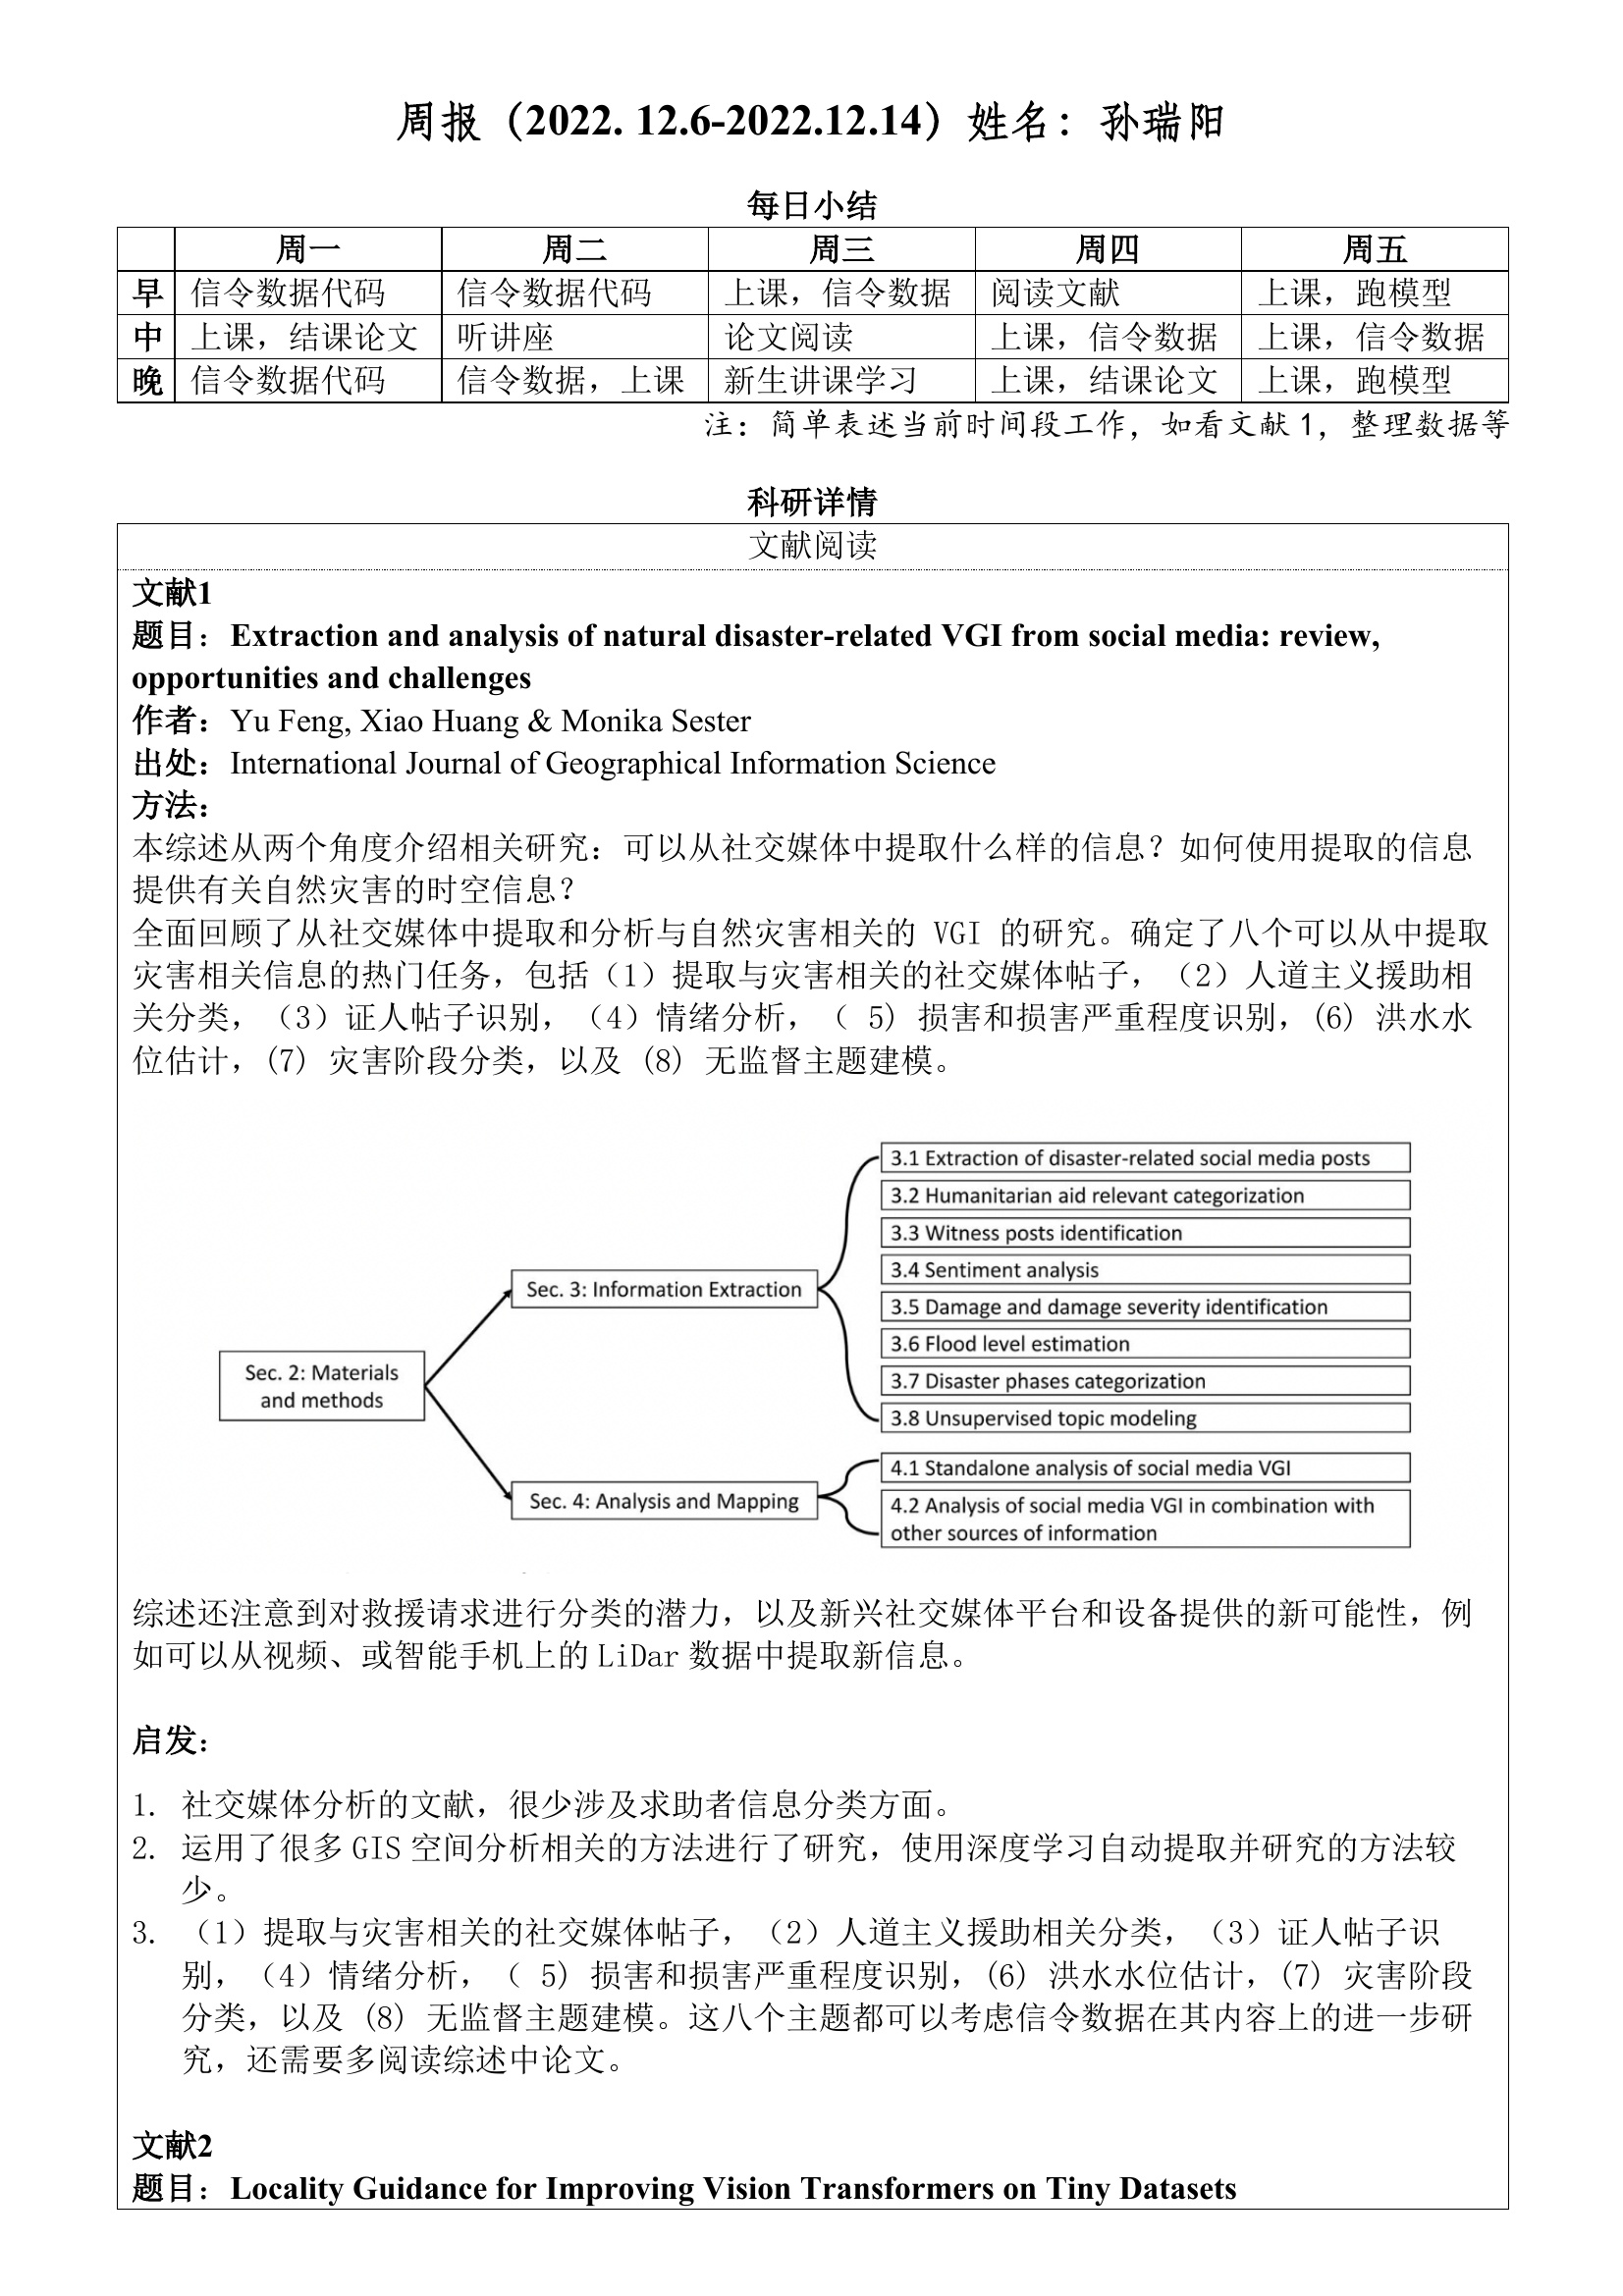 周报（2022. 12.6-2022.12.14）姓名：孙瑞阳
每日小结
周一 周二 周三 周四 周五
早 信令数据代码 信令数据代码 上课，信令数据 阅读文献 上课，跑模型
中 上课，结课论文 听讲座 论文阅读 上课，信令数据 上课，信令数据
晚 信令数据代码 信令数据，上课 新生讲课学习 上课，结课论文 上课，跑模型
注：简单表述当前时间段工作，如看文献 1，整理数据等
科研详情
文献阅读
文献1
题目：Extraction and analysis of natural disaster-related VGI from social media: review,
opportunities and challenges
作者：Yu Feng, Xiao Huang & Monika Sester
出处：International Journal of Geographical Information Science
方法：
本综述从两个角度介绍相关研究：可以从社交媒体中提取什么样的信息？如何使用提取的信息
提供有关自然灾害的时空信息？
全面回顾了从社交媒体中提取和分析与自然灾害相关的 VGI 的研究。确定了八个可以从中提取
灾害相关信息的热门任务，包括（1）提取与灾害相关的社交媒体帖子，（2）人道主义援助相
关分类，（3）证人帖子识别，（4）情绪分析，（ 5) 损害和损害严重程度识别，(6) 洪水水
位估计，(7) 灾害阶段分类，以及 (8) 无监督主题建模。
3.1 Extraction of disaster-related social media posts
3.2 Humanitarian aid relevant categorization
3.3 Witness posts identification
3.4 Sentiment analysis
Sec. 3: Information Extraction
3.5 Damage and damage severity identification
3.6 Flood level estimation
Sec. 2: Materials
and methods
3.7 Disaster phases categorization
3.8 Unsupervised topic modeling
4.1 Standalone analysis of social media VGI
Sec. 4: Analysis and Mapping
4.2 Analysis of social media VGI in combination with
other sources of information
综述还注意到对救援请求进行分类的潜力，以及新兴社交媒体平台和设备提供的新可能性，例
如可以从视频、或智能手机上的 LiDar 数据中提取新信息。
启发：
1. 社交媒体分析的文献，很少涉及求助者信息分类方面。
2. 运用了很多 GIS 空间分析相关的方法进行了研究，使用深度学习自动提取并研究的方法较
少。
3. （1）提取与灾害相关的社交媒体帖子，（2）人道主义援助相关分类，（3）证人帖子识
别，（4）情绪分析，（ 5) 损害和损害严重程度识别，(6) 洪水水位估计，(7) 灾害阶段
分类，以及 (8) 无监督主题建模。这八个主题都可以考虑信令数据在其内容上的进一步研
究，还需要多阅读综述中论文。
文献2
题目：Locality Guidance for Improving Vision Transformers on Tiny Datasets